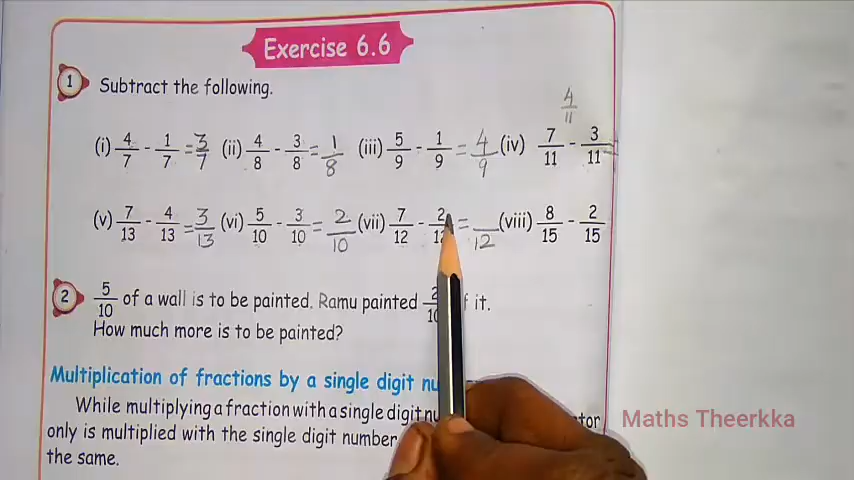 Exercise 6.6
1 Subtract the following.
4/11
(i) 4/7 - 1/7 = 3/7 (ii) 4/8 - 3/8 = 1/8 (iii) 5/9 - 1/9 = 4/9 (iv) 7/11 - 3/11 =
(v) 7/13 - 4/13 = 3/13 (vi) 5/10 - 3/10 = 2/10 (vii) 7/12 - 2/12 = /12 (viii) 8/15 - 2/15
2 5/10 of a wall is to be painted. Ramu painted 2/10 of it.
How much more is to be painted?
Multiplication of fractions by a single digit
While multiplying a fraction with a single digit
only is multiplied with the single digit number
the same.
Maths Theerkka